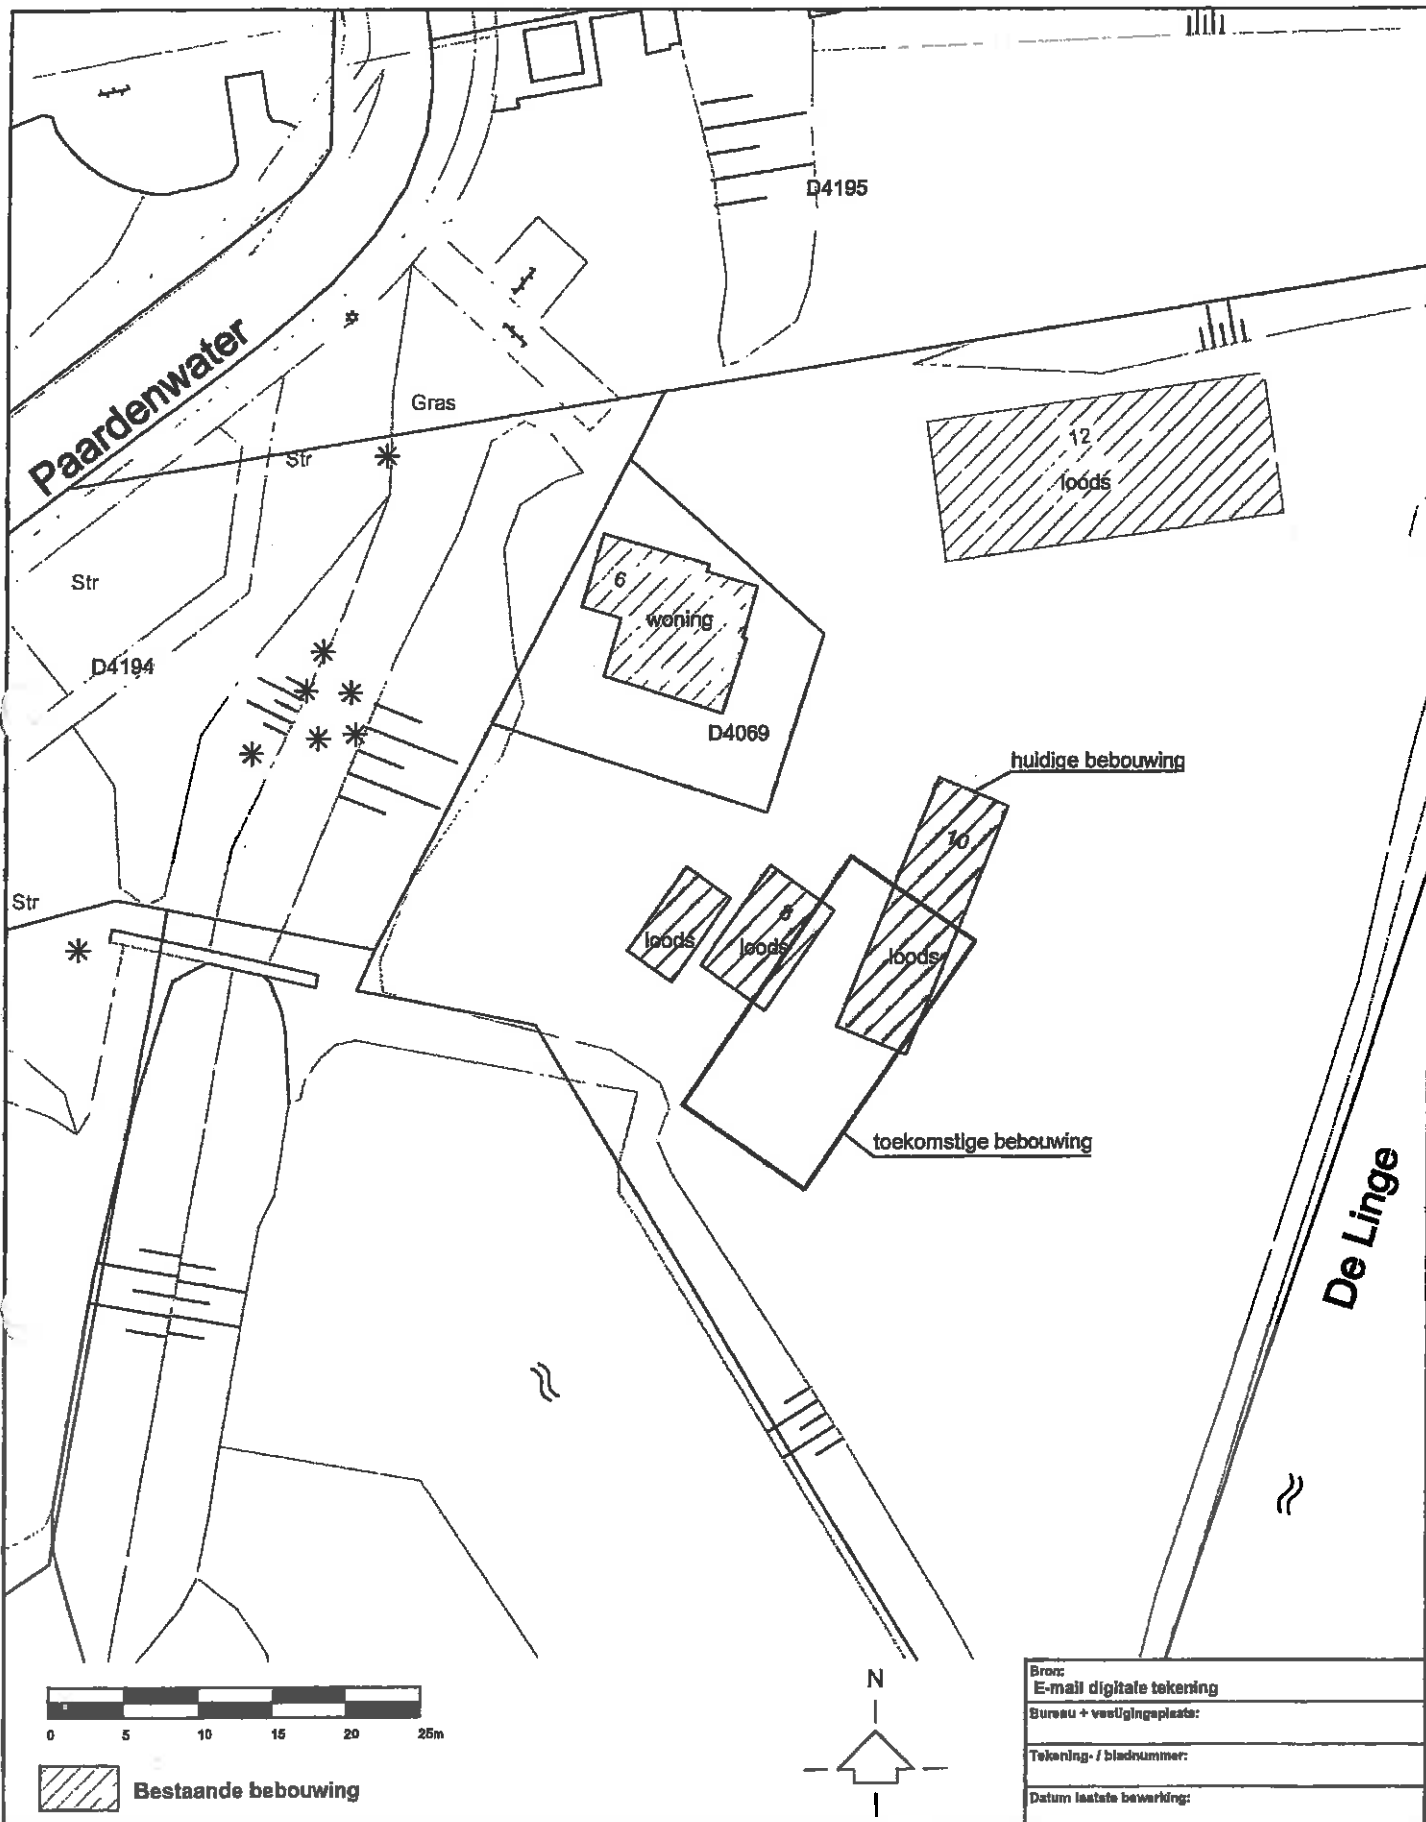 D4195
Paardenwater
Gras
Str
12
loods
Str
6
woning
D4194
D4069
huldige bebouwing
10
Str
loods
8
loods
loods
toekomstige bebouwing
De Linge
N
0 5 10 15 20 25m
Bestaande bebouwing
Bron:
E-mail digitale tekening
Bureau + vestigingsplaats:
Tekening- / bladnummer:
Datum laatste bewerking: